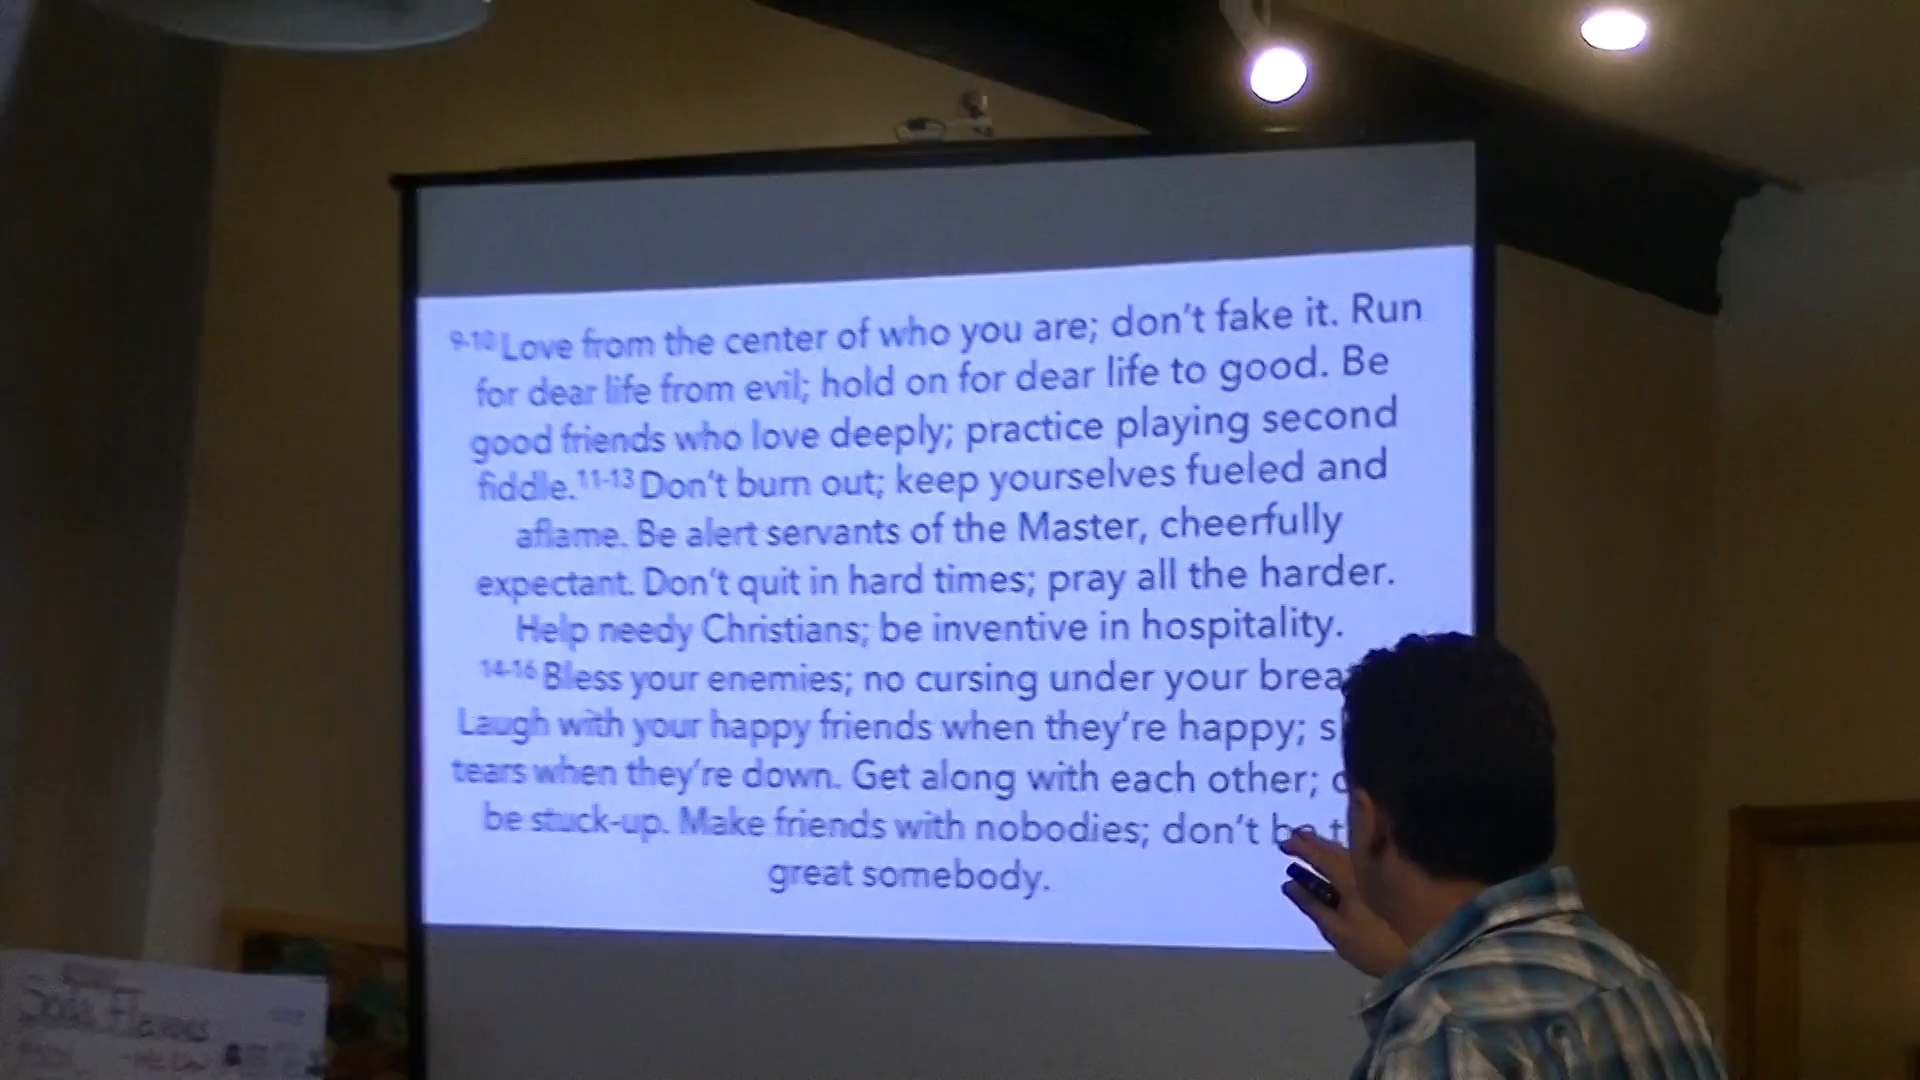 9-10 Love from the center of who you are; don't fake it. Run
for dear life from evil; hold on for dear life to good. Be
good friends who love deeply; practice playing second
fiddle. 11-13 Don't burn out; keep yourselves fueled and
aflame. Be alert servants of the Master, cheerfully
expectant. Don't quit in hard times; pray all the harder.
Help needy Christians; be inventive in hospitality.
14-16 Bless your enemies; no cursing under your
Laugh with your happy friends when they're happy;
tears when they're down. Get along with each other;
be stuck-up. Make friends with nobodies; don't be
great somebody.
Soda Flavors